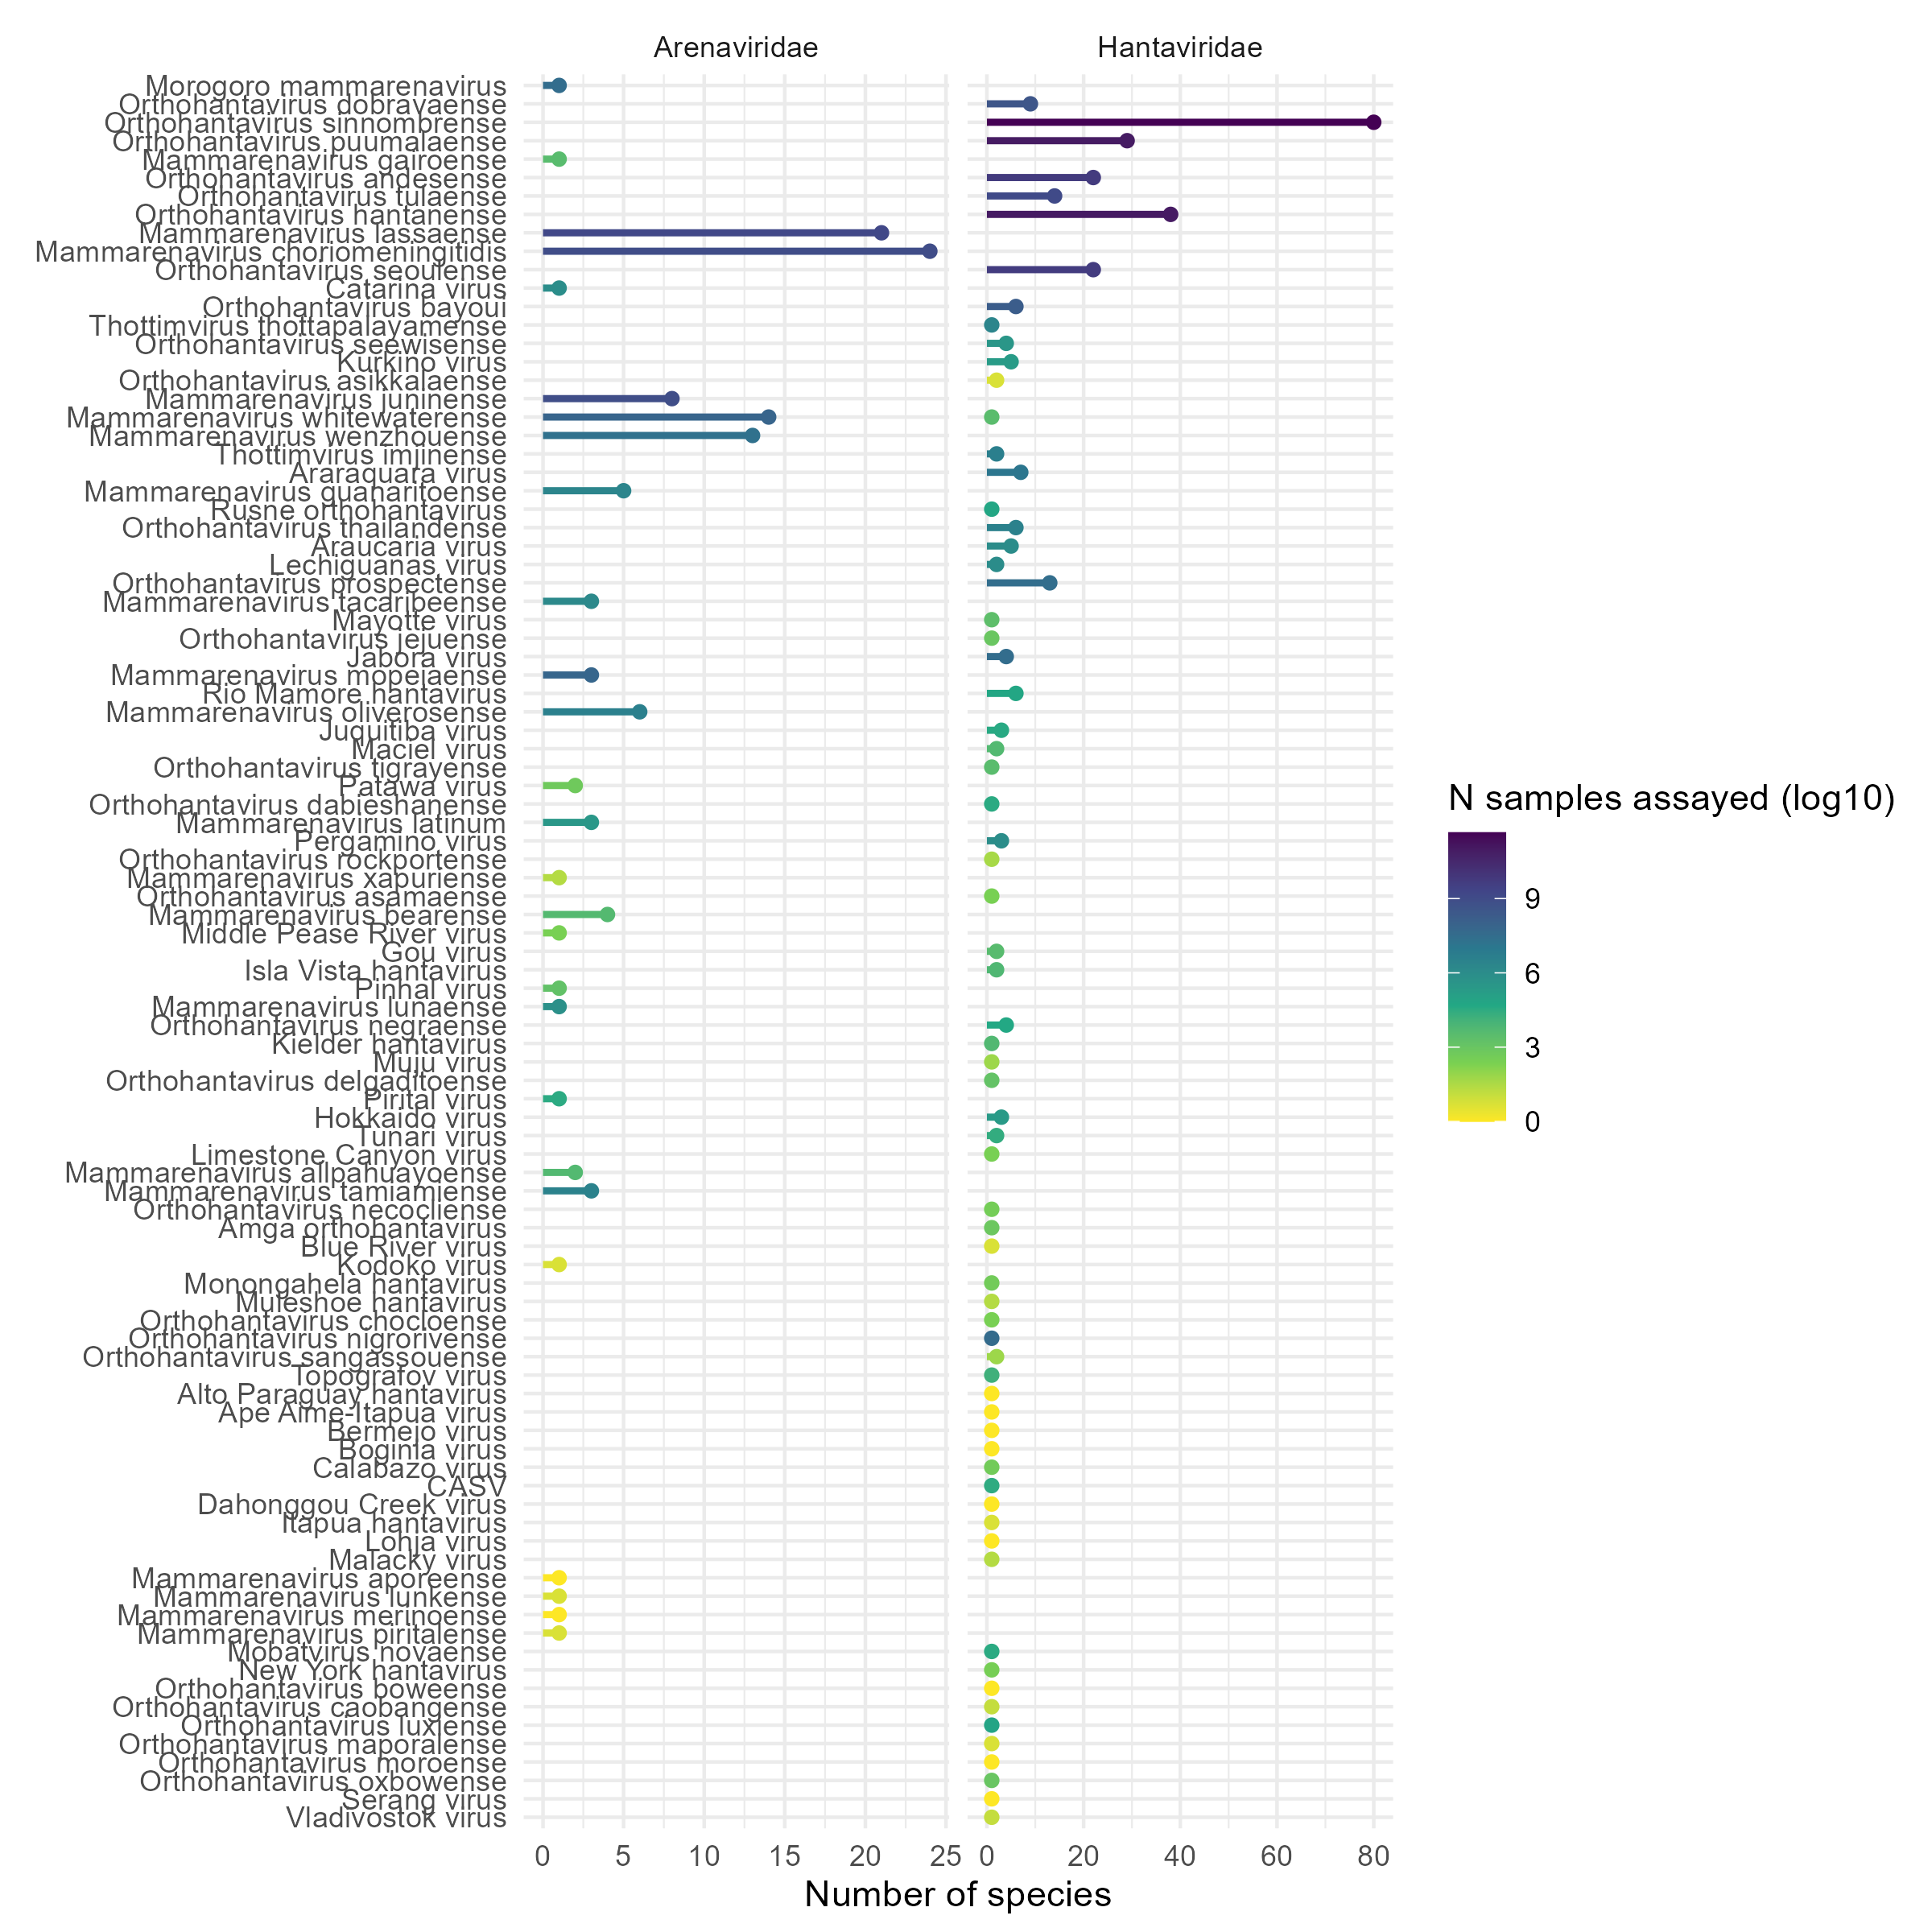 Arenaviridae
Hantaviridae
Morogoro mammarenavirus
Orthohantavirus dobravaense
Orthohantavirus sinnombrense
Orthohantavirus puumalaense
Mammarenavirus gairoense
Orthohantavirus andesense
Orthohantavirus tulaense
Orthohantavirus hantanense
Mammarenavirus lassaense
Mammarenavirus choriomeningitidis
Orthohantavirus seoulense
Catarina virus
Orthohantavirus bayoui
Thottimvirus thottapalayamense
Orthohantavirus seewisense
Kurkino virus
Orthohantavirus asikkalaense
Mammarenavirus juninense
Mammarenavirus whitewaterense
Mammarenavirus wenzhouense
Thottimvirus imjinense
Araraquara virus
Mammarenavirus guanaritoense
Rusne orthohantavirus
Orthohantavirus thailandense
Araucaria virus
Lechiguanas virus
Orthohantavirus prospectense
Mammarenavirus tacaribeense
Mayotte virus
Orthohantavirus jejuense
Jabora virus
Mammarenavirus mopeiaense
Rio Mamore hantavirus
Mammarenavirus oliverosense
Juquitiba virus
Maciel virus
Orthohantavirus tigrayense
Patawa virus
Orthohantavirus dabieshanense
Mammarenavirus latinum
Pergamino virus
Orthohantavirus rockportense
Mammarenavirus xapuriense
Orthohantavirus asamaense
Mammarenavirus bearense
Middle Pease River virus
Gou virus
Isla Vista hantavirus
Pinhal virus
Mammarenavirus lunaense
Orthohantavirus negraense
Kielder hantavirus
Muju virus
Orthohantavirus delgaditoense
Pirital virus
Hokkaido virus
Tunari virus
Limestone Canyon virus
Mammarenavirus allpahuayoense
Mammarenavirus tamiamiense
Orthohantavirus necocliense
Amga orthohantavirus
Blue River virus
Kodoko virus
Monongahela hantavirus
Muleshoe hantavirus
Orthohantavirus chocloense
Orthohantavirus nigrorivense
Orthohantavirus sangassouense
Topografov virus
Alto Paraguay hantavirus
Ape Aime-Itapua virus
Bermejo virus
Boginia virus
Calabazo virus
CASV
Dahonggou Creek virus
Itapua hantavirus
Lohja virus
Malacky virus
Mammarenavirus aporeense
Mammarenavirus lunkense
Mammarenavirus merinoense
Mammarenavirus piritalense
Mobatvirus novaense
New York hantavirus
Orthohantavirus boweense
Orthohantavirus caobangense
Orthohantavirus luxiense
Orthohantavirus maporalense
Orthohantavirus moroense
Orthohantavirus oxbowense
Serang virus
Vladivostok virus
0 5 10 15 20 25
0 20 40 60 80
Number of species
N samples assayed (log10)
9
6
3
0